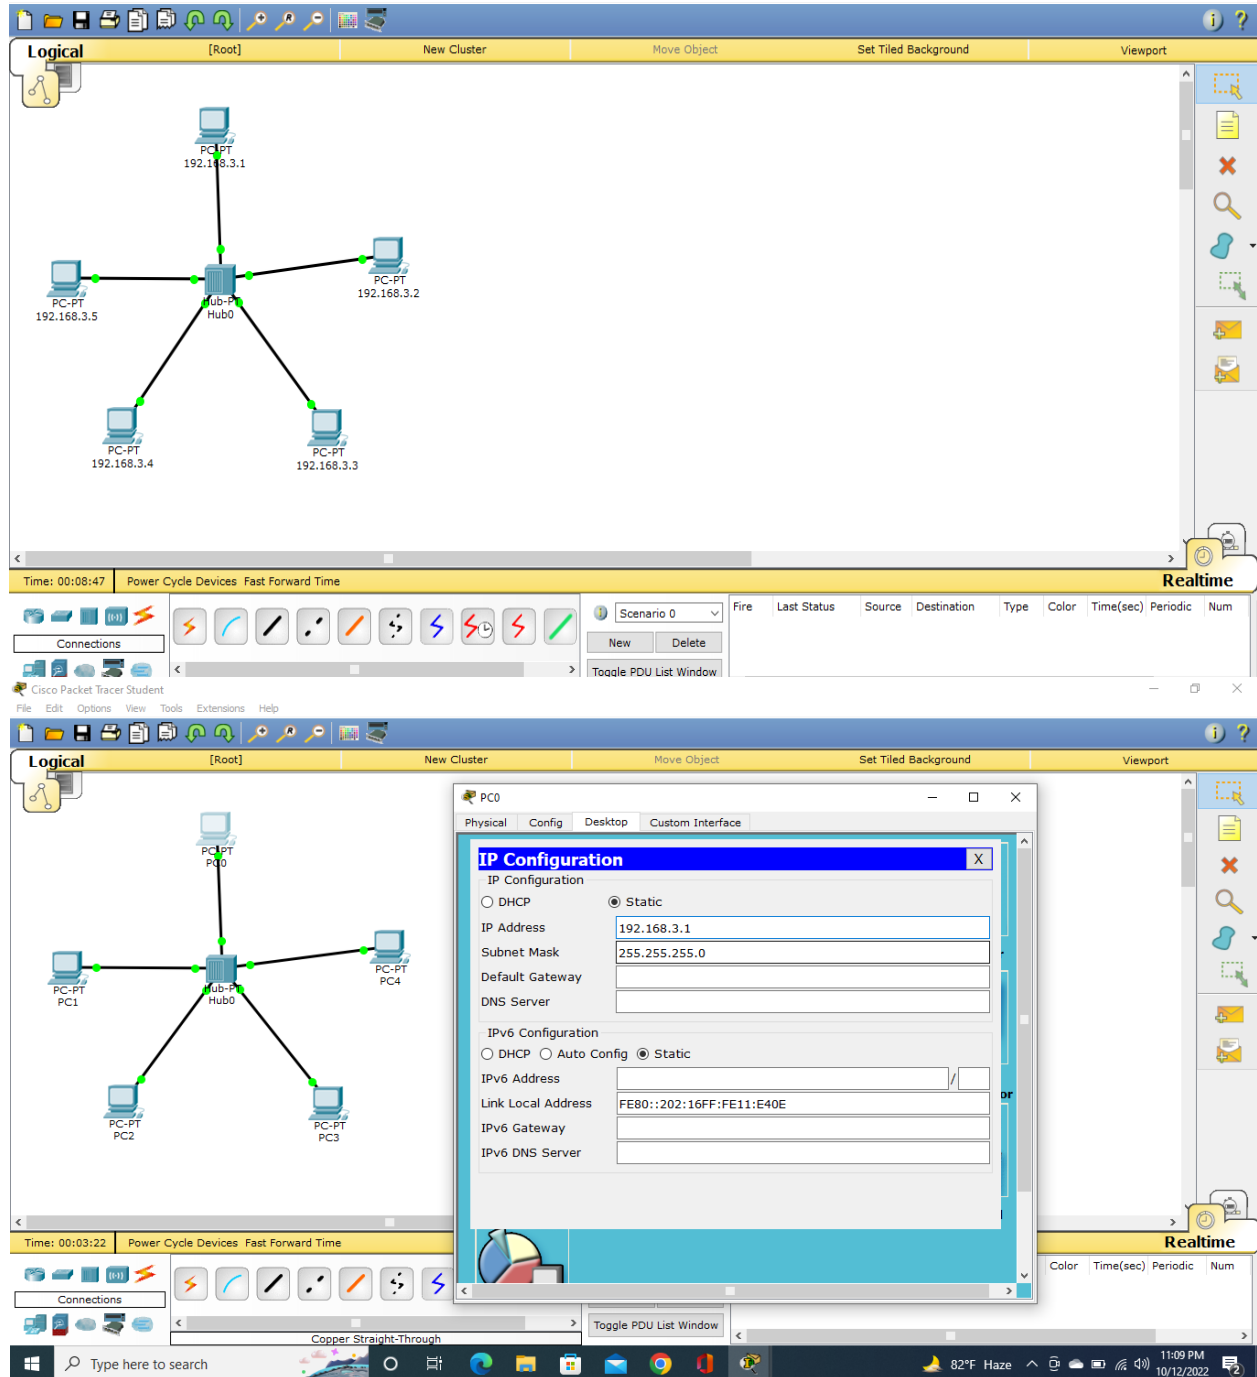 Logical [Root] New Cluster Move Object Set Tiled Background Viewport
PC-PT
192.168.3.1
PC-PT
192.168.3.2
PC-PT
192.168.3.5
Hub-PT
Hub0
PC-PT
192.168.3.4
PC-PT
192.168.3.3
Time: 00:08:47 Power Cycle Devices Fast Forward Time Realtime
Connections
Scenario 0
New Delete
Toggle PDU List Window
Fire Last Status Source Destination Type Color Time(sec) Periodic Num
Cisco Packet Tracer Student
File Edit Options View Tools Extensions Help
Logical [Root] New Cluster Move Object Set Tiled Background Viewport
PC-PT
PC0
PC-PT
PC4
PC-PT
PC1
Hub-PT
Hub0
PC-PT
PC2
PC-PT
PC3
PC0
Physical Config Desktop Custom Interface
IP Configuration X
IP Configuration
DHCP Static
IP Address 192.168.3.1
Subnet Mask 255.255.255.0
Default Gateway
DNS Server
IPv6 Configuration
DHCP Auto Config Static
IPv6 Address /
Link Local Address FE80::202:16FF:FE11:E40E
IPv6 Gateway
IPv6 DNS Server
Time: 00:03:22 Power Cycle Devices Fast Forward Time Realtime
Connections
Copper Straight-Through
Toggle PDU List Window
Color Time(sec) Periodic Num
Type here to search
82°F Haze
11:09 PM
10/12/2022
2